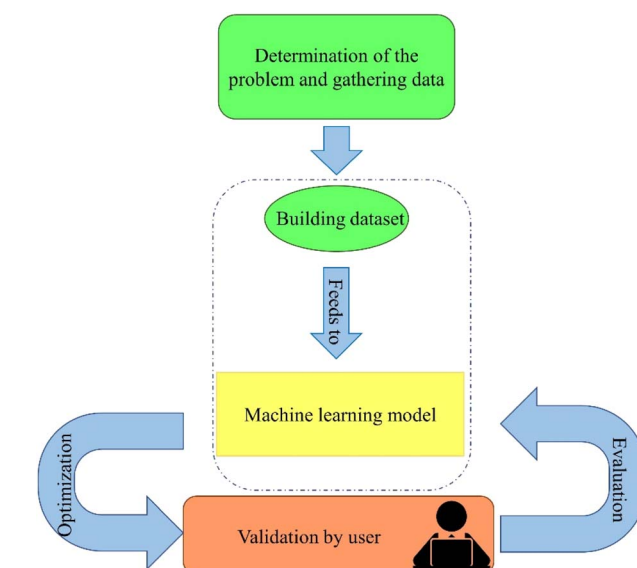 Determination of the
problem and gathering data
Building dataset
Feeds to
Machine learning model
Optimization
Evaluation
Validation by user